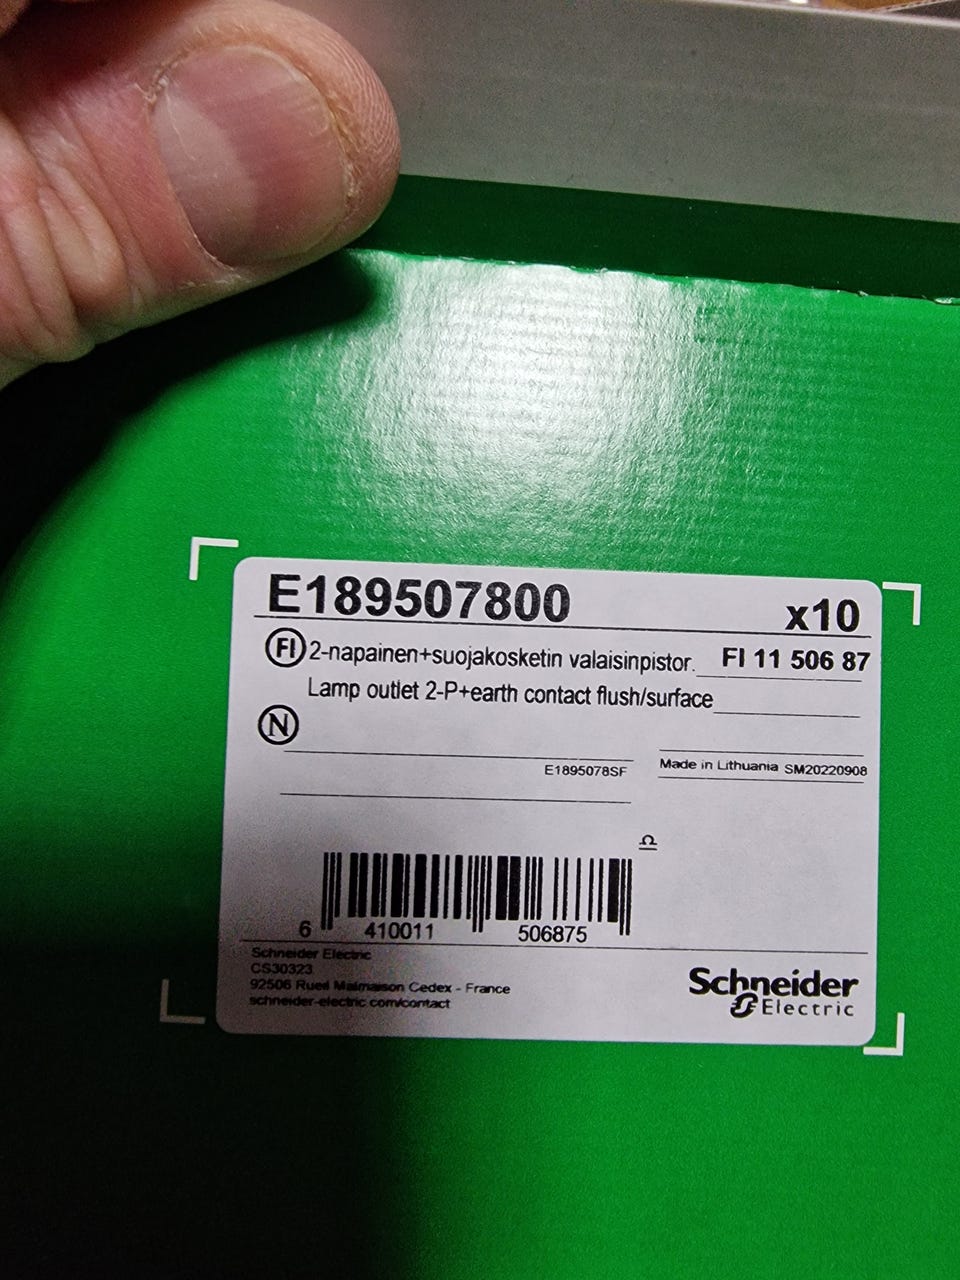 E189507800
x10
FI 2-napainen+suojakosketin valaisinpistor. FI 11 506 87
Lamp outlet 2-P+earth contact flush/surface
N
E1895078SF
Made in Lithuania SM20220908
6 410011 506875
Schneider Electric
CS30323
92506 Rueil Malmaison Cedex - France
schneider-electric.com/contact
Schneider
Electric